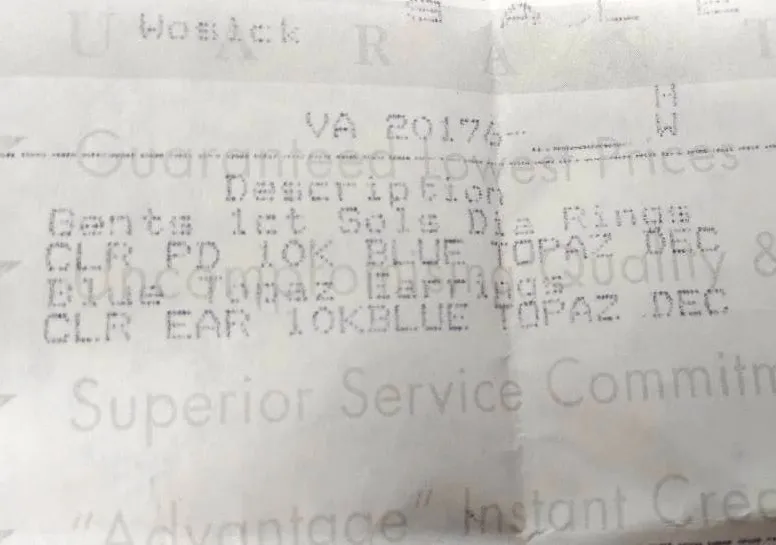 U A R A N T
Wosick
S A L E
H
VA 20176-
W
Guaranteed Lowest Prices
Description
Gents 1ct Sols Dia Rings
CLR PD 10K BLUE TOPAZ DEC
Uncompromising Quality &
Blue Topaz Earrings
CLR EAR 10KBLUE TOPAZ DEC
Superior Service Commitm
"Advantage" Instant Cred